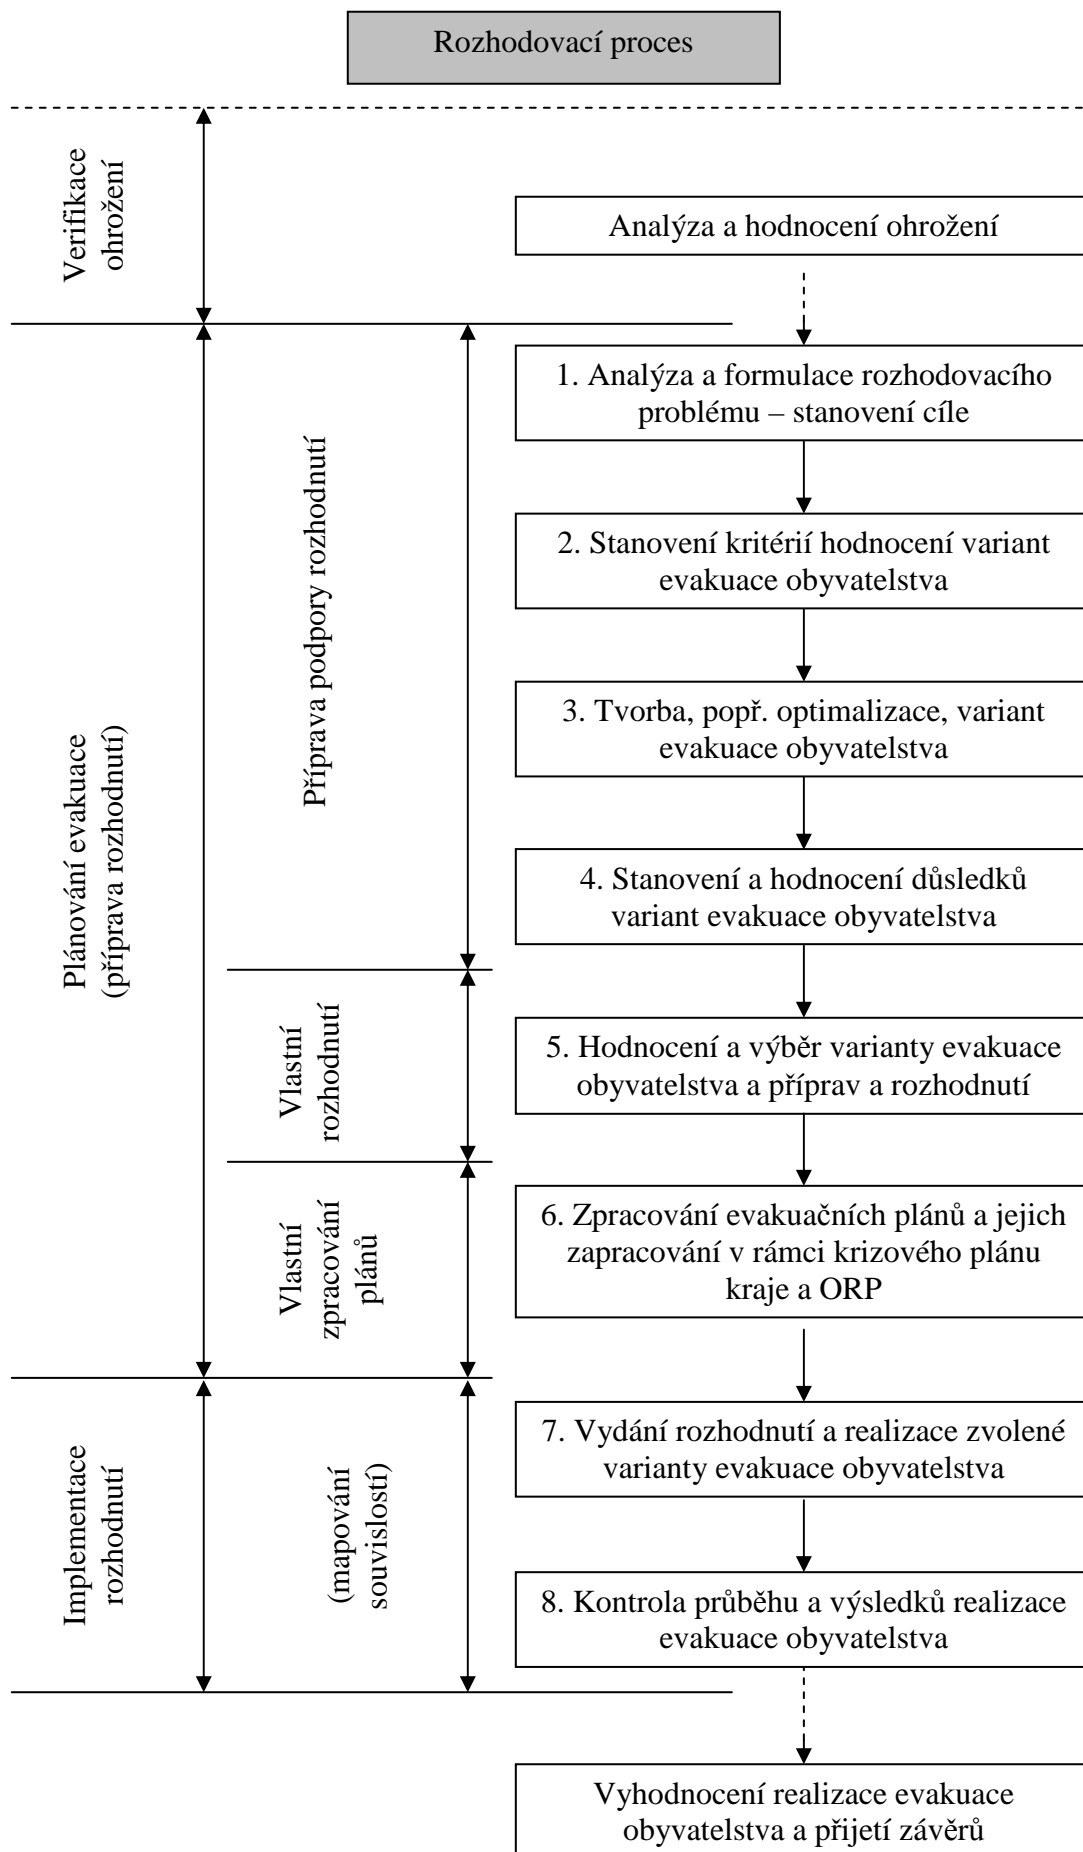 Rozhodovací proces
Verifikace
ohrožení
Analýza a hodnocení ohrožení
Plánování evakuace
(příprava rozhodnutí)
Příprava podpory rozhodnutí
1. Analýza a formulace rozhodovacího
problému – stanovení cíle
2. Stanovení kritérií hodnocení variant
evakuace obyvatelstva
3. Tvorba, popř. optimalizace, variant
evakuace obyvatelstva
4. Stanovení a hodnocení důsledků
variant evakuace obyvatelstva
Vlastní
rozhodnutí
5. Hodnocení a výběr varianty evakuace
obyvatelstva a příprav a rozhodnutí
Vlastní
zpracování
plánů
6. Zpracování evakuačních plánů a jejich
zapracování v rámci krizového plánu
kraje a ORP
Implementace
rozhodnutí
(mapování
souvislostí)
7. Vydání rozhodnutí a realizace zvolené
varianty evakuace obyvatelstva
8. Kontrola průběhu a výsledků realizace
evakuace obyvatelstva
Vyhodnocení realizace evakuace
obyvatelstva a přijetí závěrů